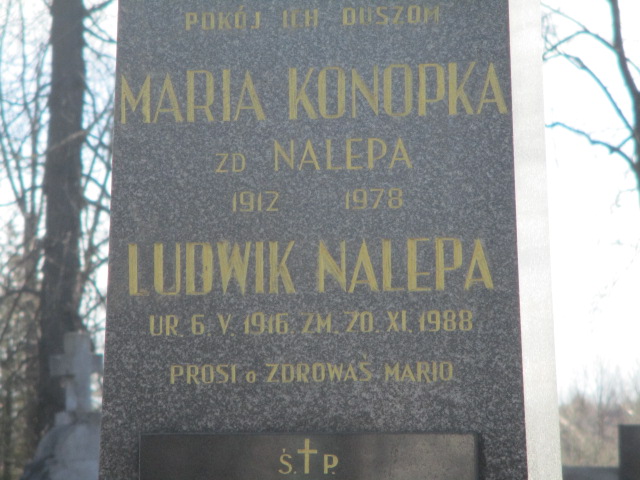 POKÓJ ICH DUSZOM
MARIA KONOPKA
ZD NALEPA
1912 1978
LUDWIK NALEPA
UR. 6 V. 1916 ZM. 20. XI. 1988
PROSI o ZDROWAŚ MARIO
Ś.†P.